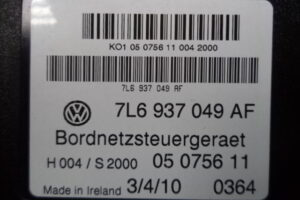 KO1 05 0756 11 004 2000
7L6 937 049 AF
7L6 937 049 AF
Bordnetzsteuergeraet
H 004 / S 2000 05 0756 11
Made in Ireland 3/4/10 0364